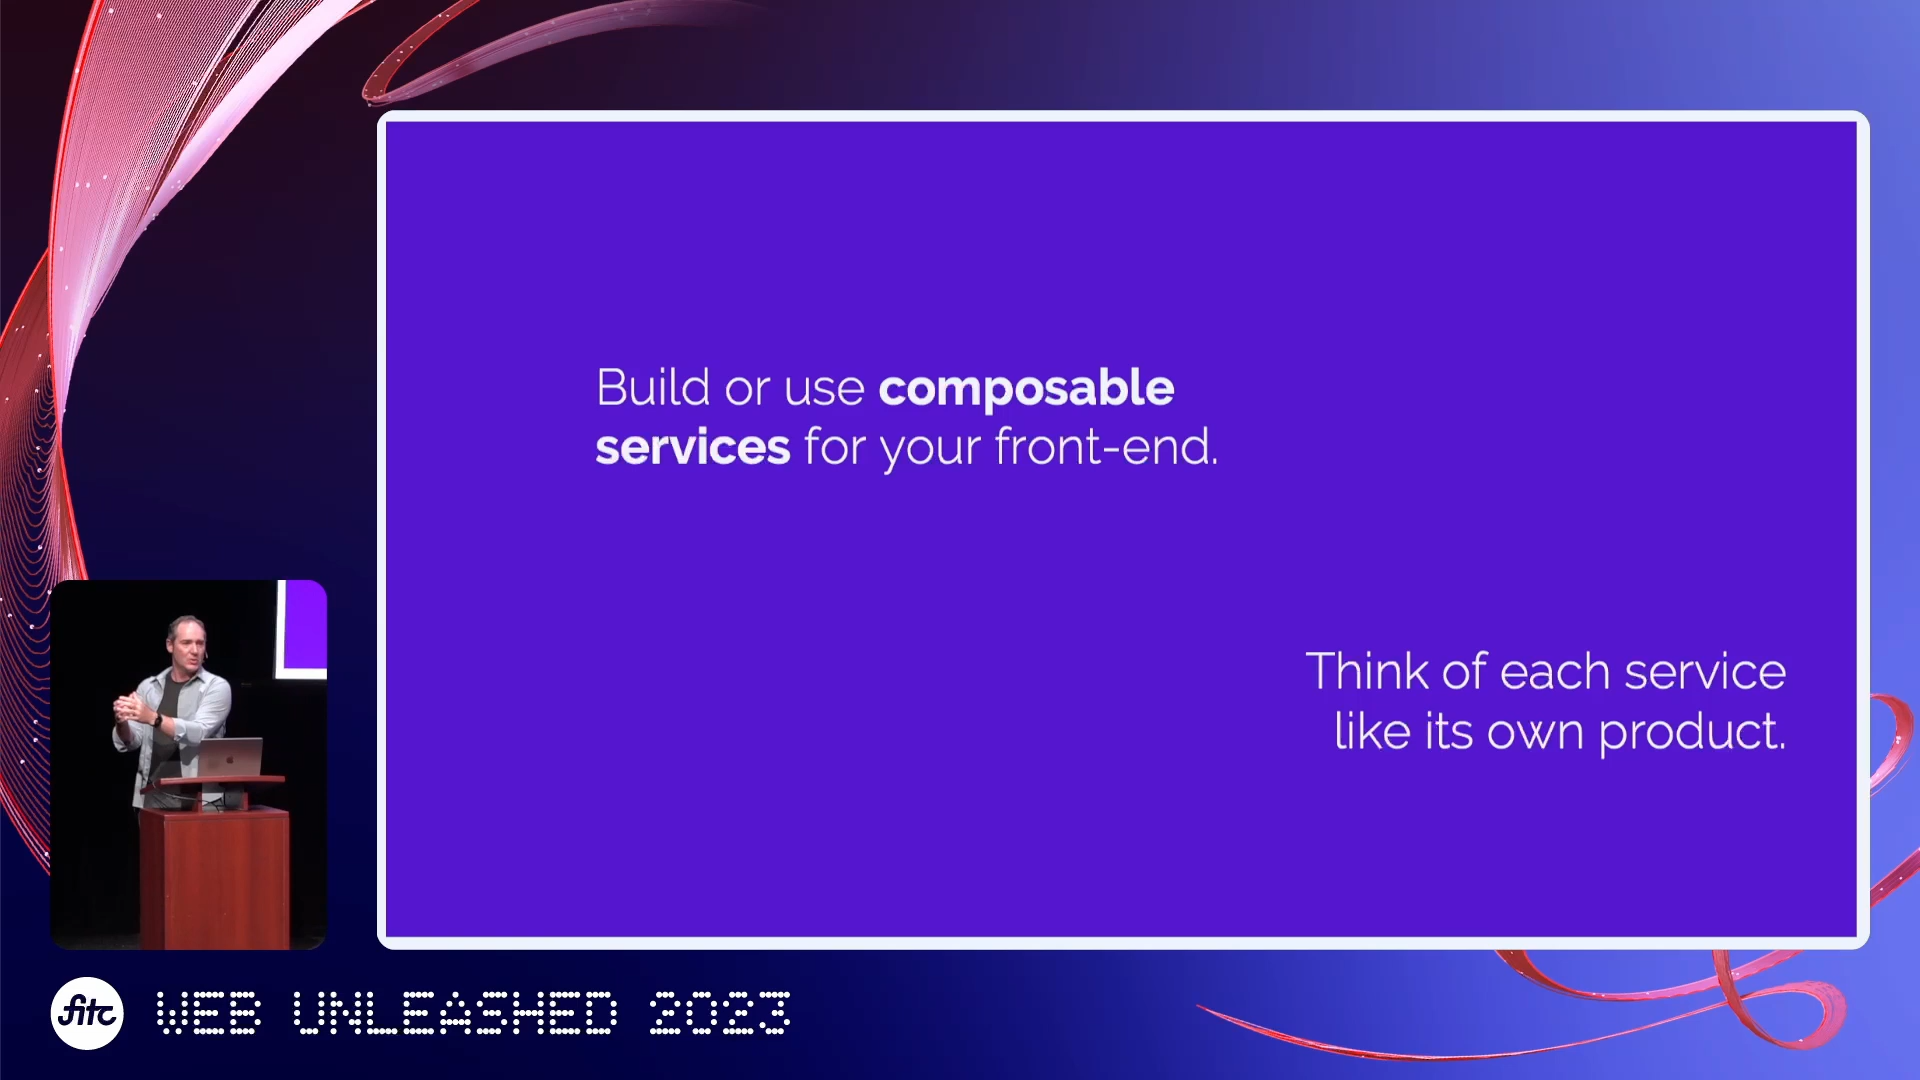 Build or use composable
services for your front-end.
Think of each service
like its own product.
fitc
WEB UNLEASHED 2023